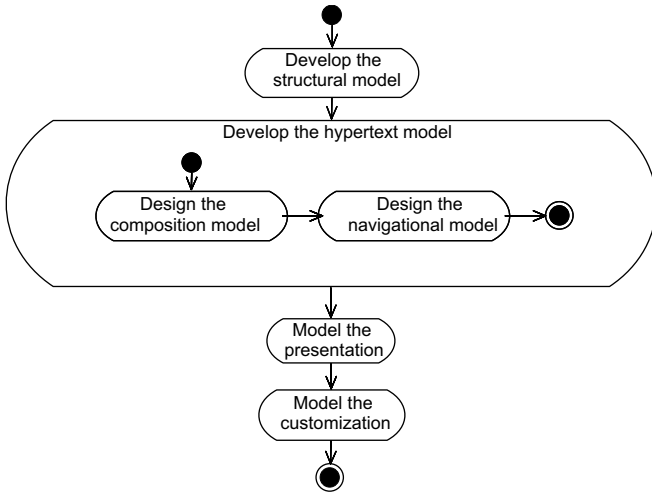 Develop the
structural model
Develop the hypertext model
Design the
composition model
Design the
navigational model
Model the
presentation
Model the
customization